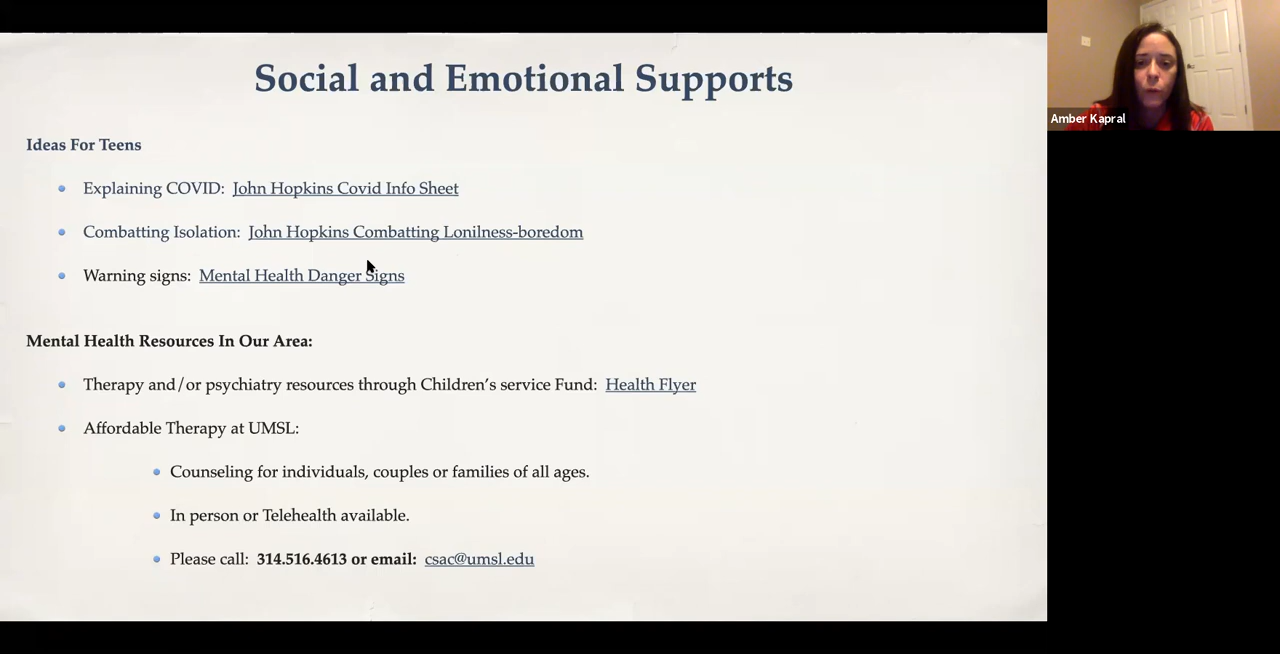 Social and Emotional Supports
Amber Kapral
Ideas For Teens
Explaining COVID: John Hopkins Covid Info Sheet
Combatting Isolation: John Hopkins Combatting Lonilness-boredom
Warning signs: Mental Health Danger Signs
Mental Health Resources In Our Area:
Therapy and/or psychiatry resources through Children's service Fund: Health Flyer
Affordable Therapy at UMSL:
Counseling for individuals, couples or families of all ages.
In person or Telehealth available.
Please call: 314.516.4613 or email: csac@umsl.edu